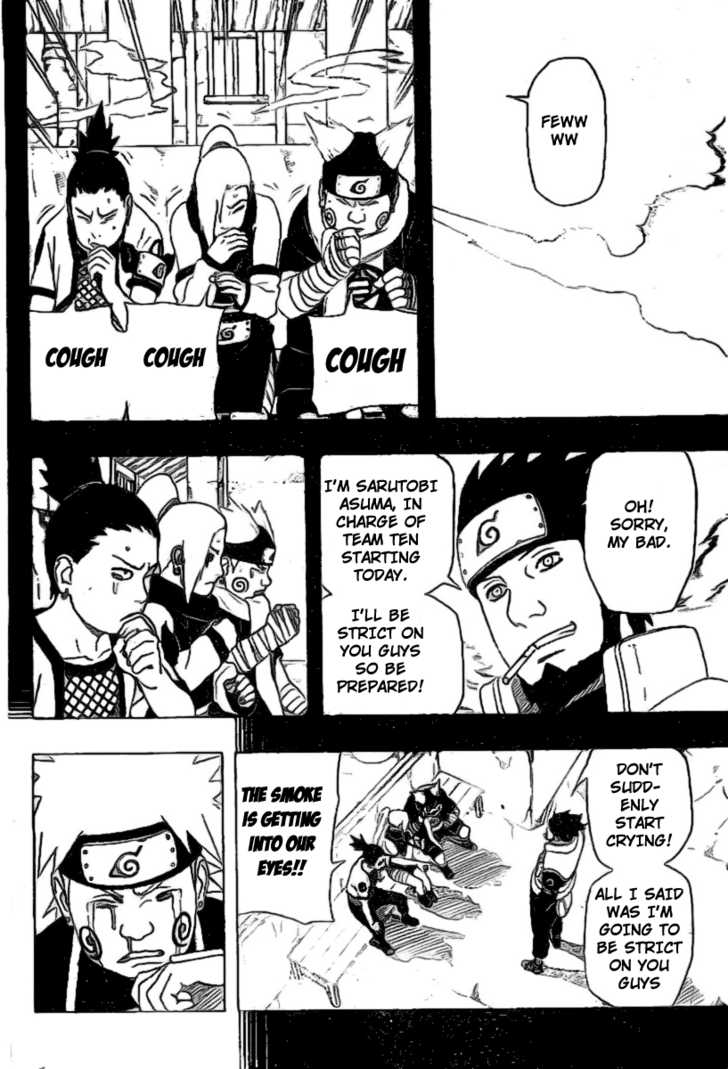 FEWW
WW
COUGH
COUGH
COUGH
OH!
SORRY,
MY BAD.
I'M SARUTOBI
ASUMA, IN
CHARGE OF
TEAM TEN
STARTING
TODAY.
I'LL BE
STRICT ON
YOU GUYS
SO BE
PREPARED!
DON'T
SUDD-
ENLY
START
CRYING!
ALL I SAID
WAS I'M
GOING TO
BE STRICT
ON YOU
GUYS
THE SMOKE
IS GETTING
INTO OUR
EYES!!